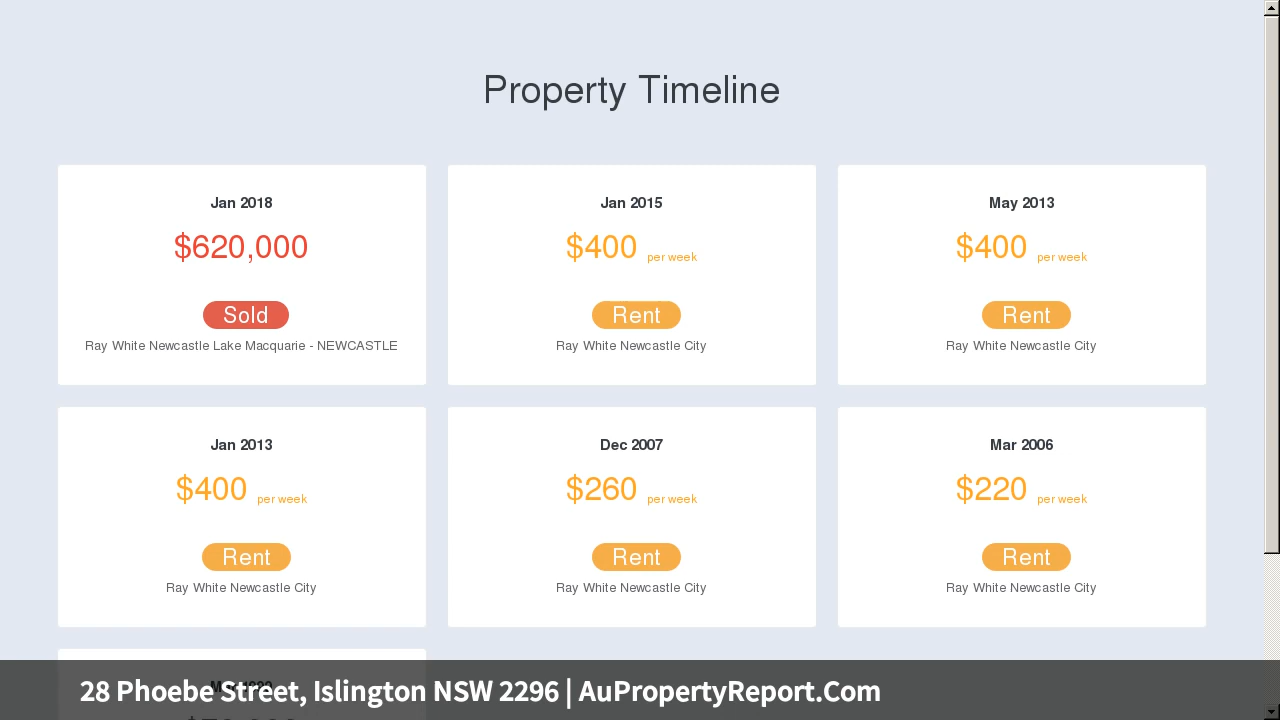 Property Timeline
Jan 2018
$620,000
Sold
Ray White Newcastle Lake Macquarie - NEWCASTLE
Jan 2015
$400 per week
Rent
Ray White Newcastle City
May 2013
$400 per week
Rent
Ray White Newcastle City
Jan 2013
$400 per week
Rent
Ray White Newcastle City
Dec 2007
$260 per week
Rent
Ray White Newcastle City
Mar 2006
$220 per week
Rent
Ray White Newcastle City
28 Phoebe Street, Islington NSW 2296 | AuPropertyReport.Com